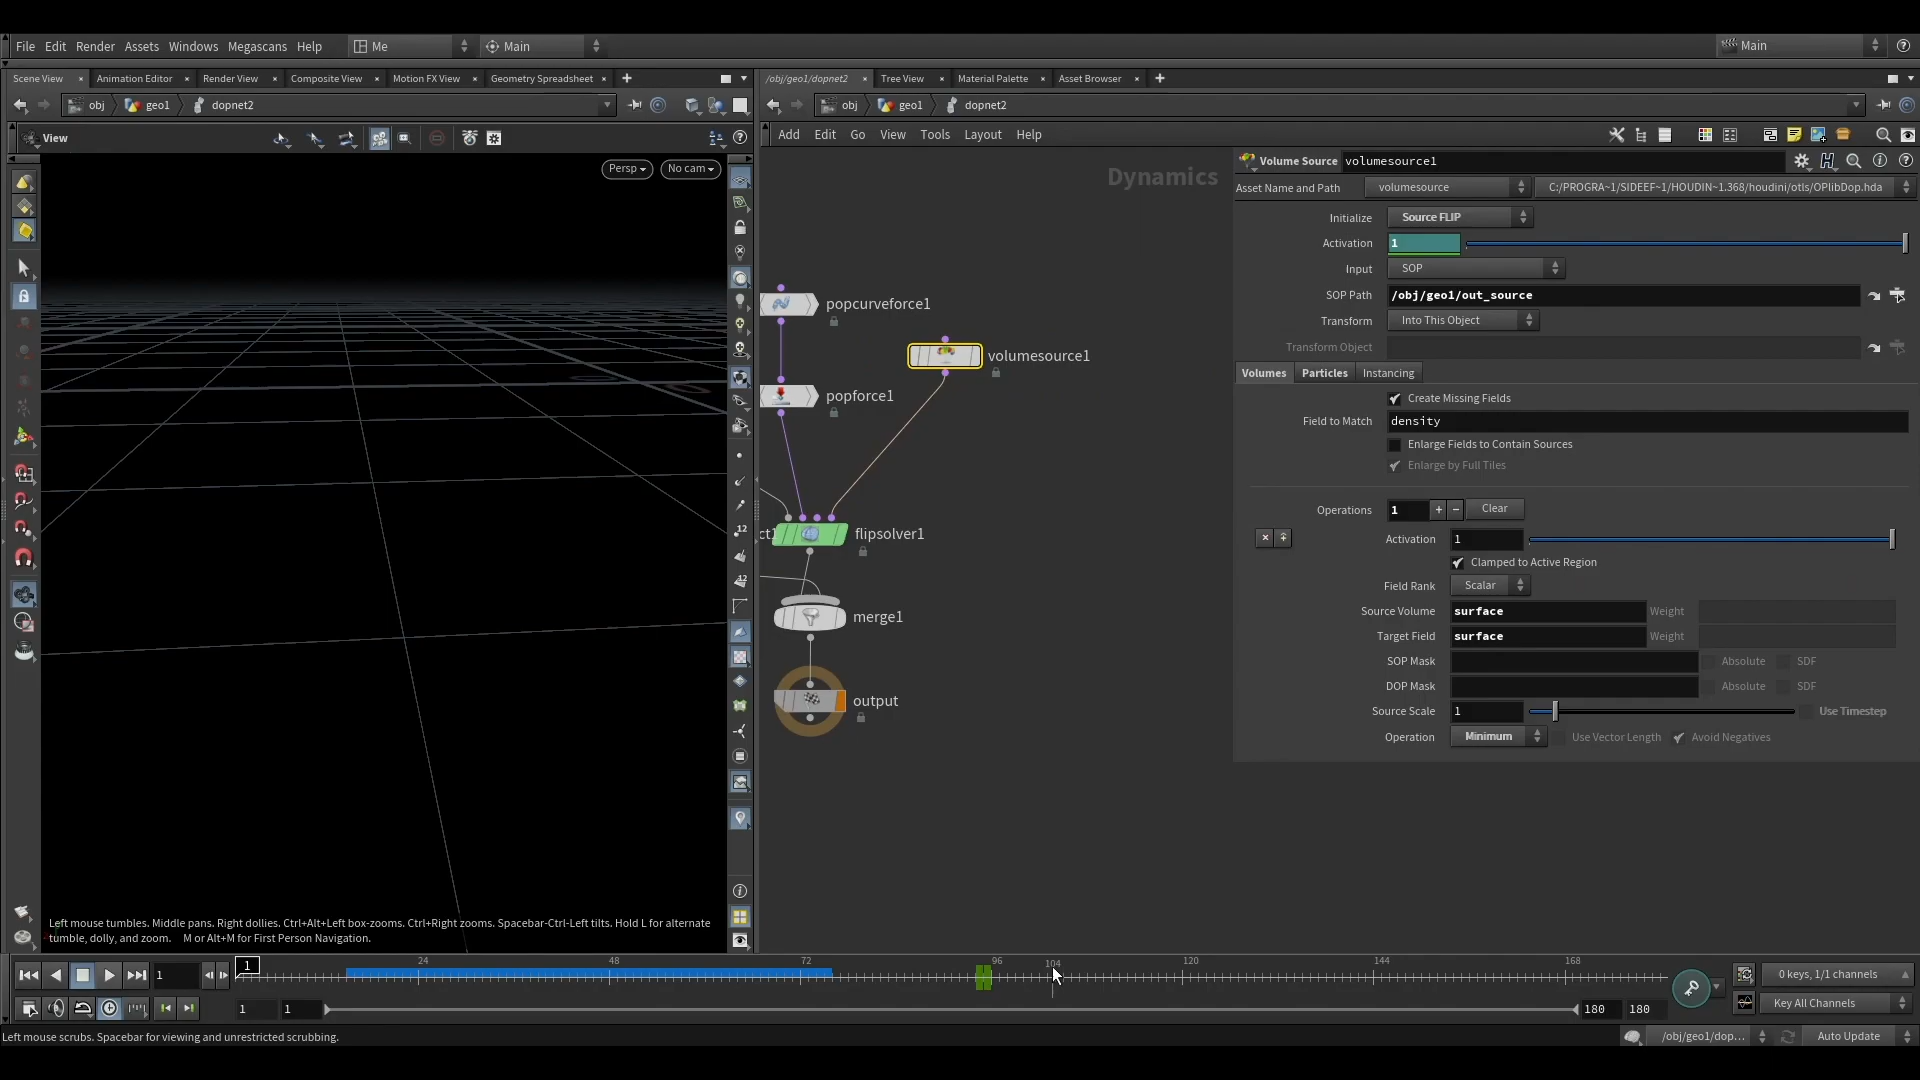 File Edit Render Assets Windows Megascans Help Me Main Main
Scene View Animation Editor Render View Composite View Motion FX View Geometry Spreadsheet
/obj/geo1/dopnet2 Tree View Material Palette Asset Browser
obj geo1 dopnet2
obj geo1 dopnet2
View
Add Edit Go View Tools Layout Help
Persp No cam
Dynamics
popcurveforce1
volumesource1
popforce1
ct1 flipsolver1
merge1
output
Volume Source volumesource1
Asset Name and Path volumesource C:/PROGRA~1/SIDEEF~1/HOUDIN~1.368/houdini/otls/OPlibDop.hda
Initialize Source FLIP
Activation 1
Input SOP
SOP Path /obj/geo1/out_source
Transform Into This Object
Transform Object
Volumes Particles Instancing
Create Missing Fields
Field to Match density
Enlarge Fields to Contain Sources
Enlarge by Full Tiles
Operations 1 + - Clear
Activation 1
Clamped to Active Region
Field Rank Scalar
Source Volume surface Weight
Target Field surface Weight
SOP Mask Absolute SDF
DOP Mask Absolute SDF
Source Scale 1 Use Timestep
Operation Minimum Use Vector Length Avoid Negatives
12
12
Left mouse tumbles. Middle pans. Right dollies. Ctrl+Alt+Left box-zooms. Ctrl+Right zooms. Spacebar-Ctrl-Left tilts. Hold L for alternate
tumble, dolly, and zoom. M or Alt+M for First Person Navigation.
1 1 24 48 72 96 104 120 144 168
0 keys, 1/1 channels
1 1 180 180
Key All Channels
Left mouse scrubs. Spacebar for viewing and unrestricted scrubbing.
/obj/geo1/dop... Auto Update